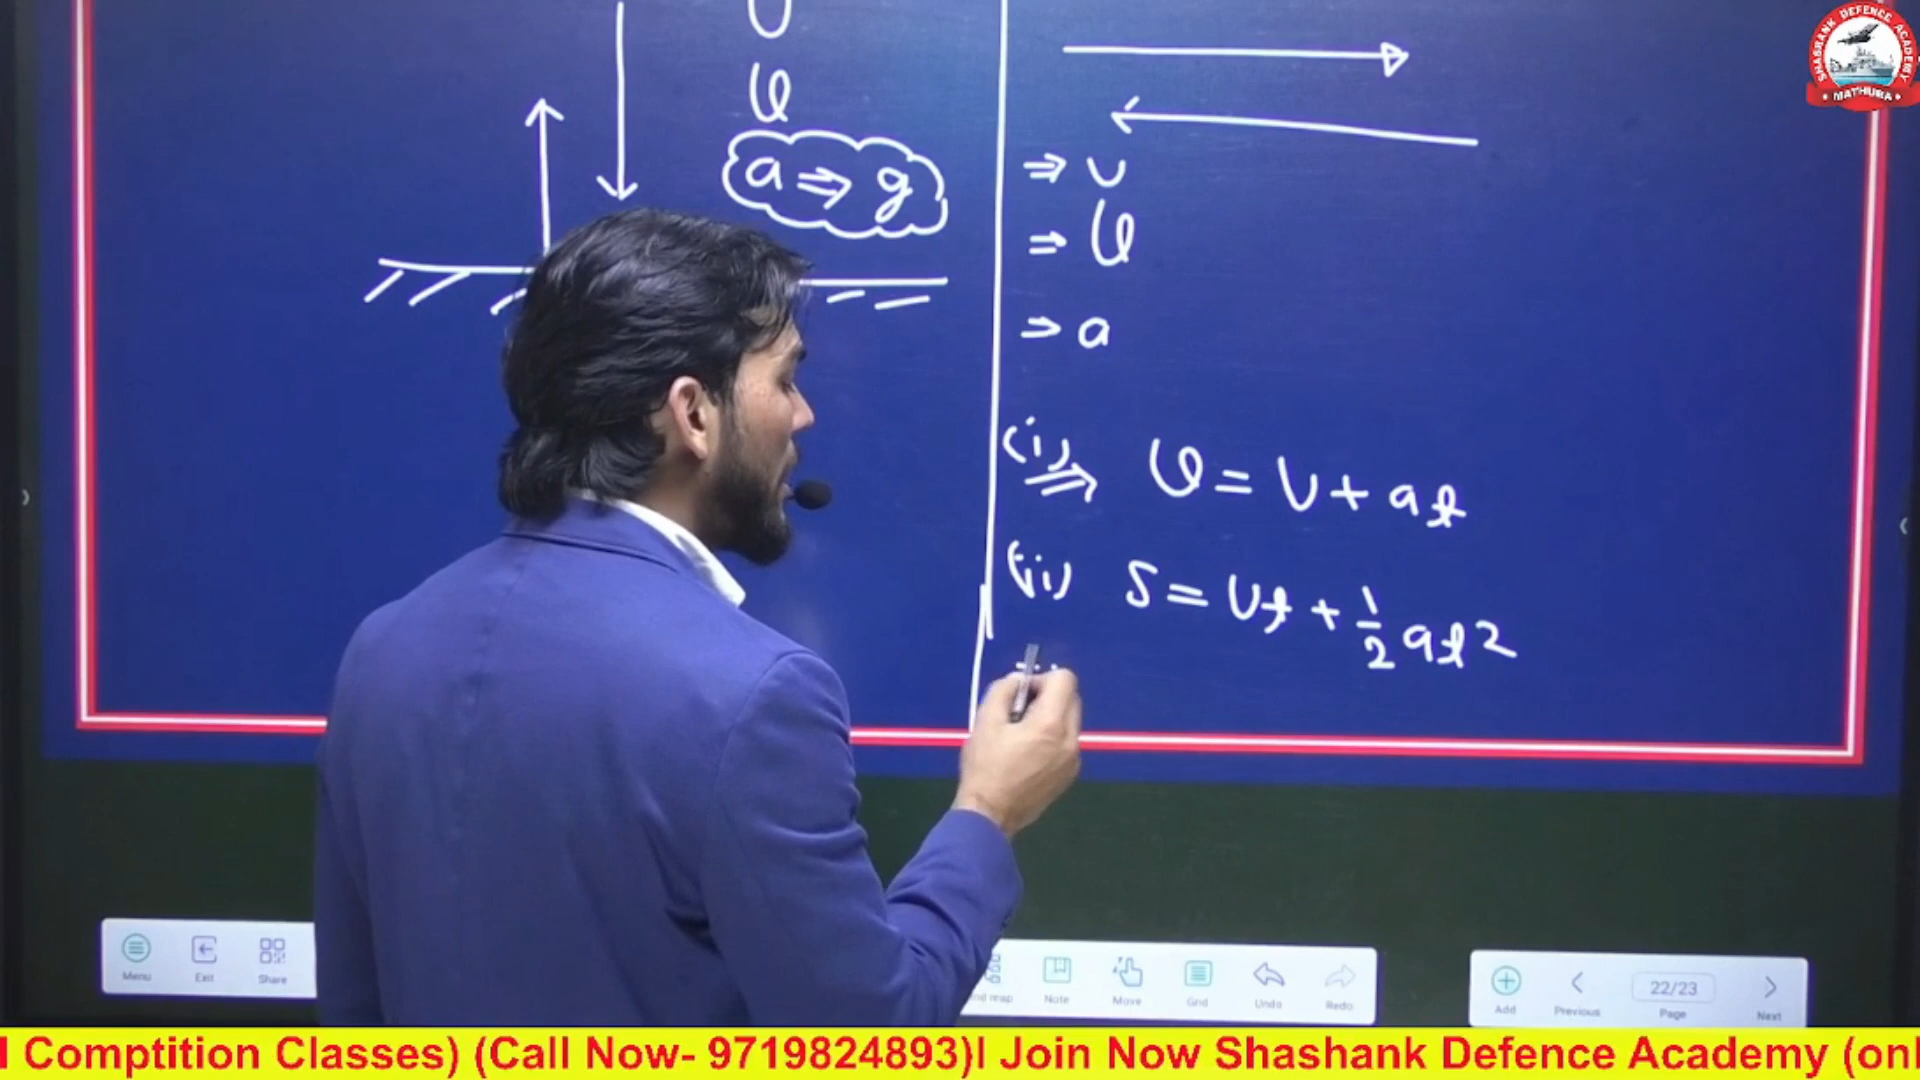 U
v
a ⇒ g
⇒ u
⇒ v
⇒ a
(i) ⇒ v = u + at
(ii) S = ut + 1/2 at²
SHASHANK DEFENCE ACADEMY
MATHURA
Menu
Exit
Share
Note
Move
Grid
Undo
Redo
Add
Previous
22/23
Page
Next
Comptition Classes) (Call Now- 9719824893)I Join Now Shashank Defence Academy (onl